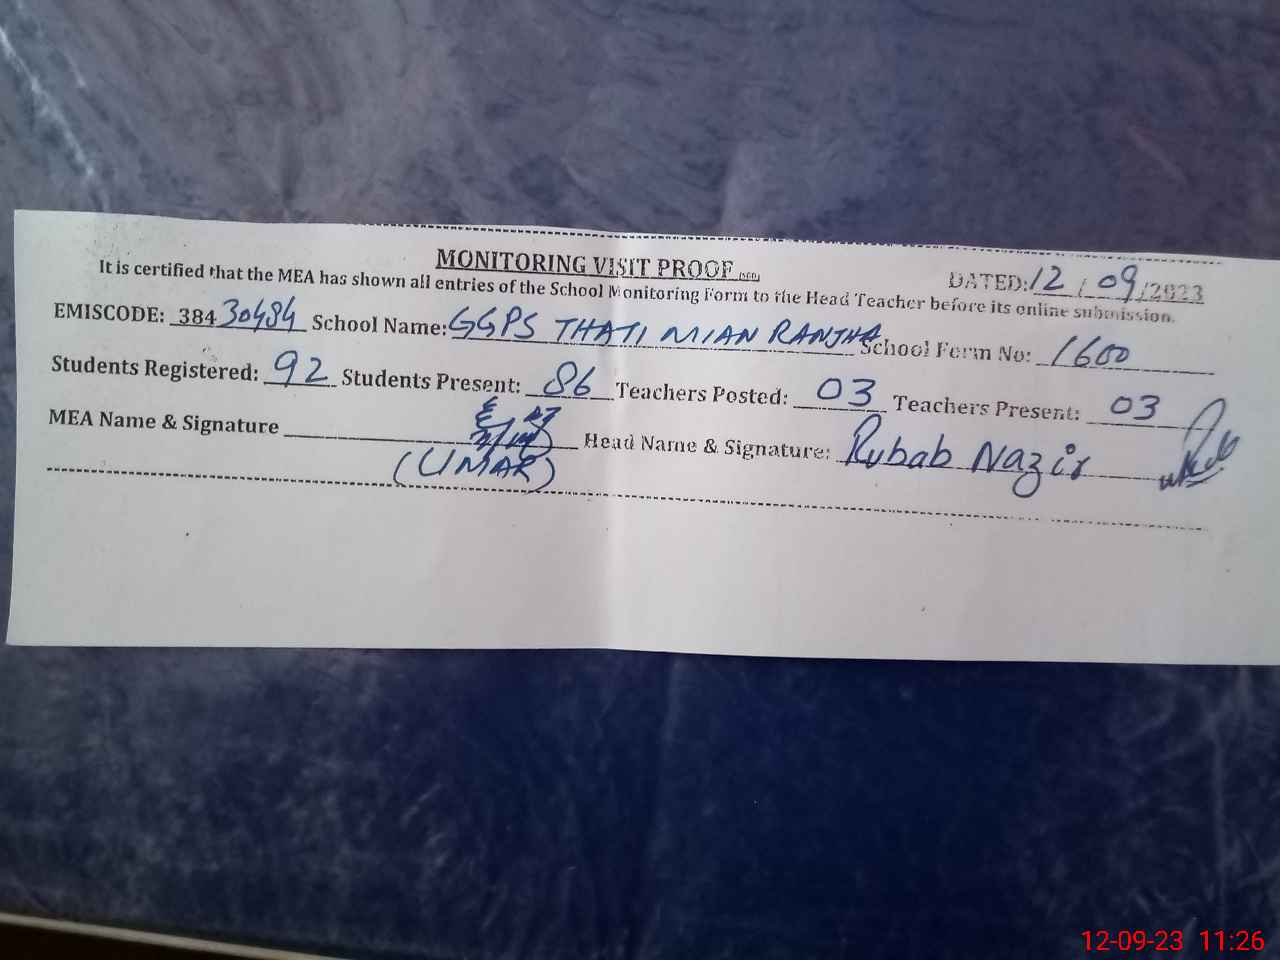 MONITORING VISIT PROOF
DATED: 12 / 09 /2023
It is certified that the MEA has shown all entries of the School Monitoring Form to the Head Teacher before its online submission.
EMISCODE: 38430484 School Name: GGPS THATI MIAN RANJHA School Form No: 1600
Students Registered: 92 Students Present: 86 Teachers Posted: 03 Teachers Present: 03
MEA Name & Signature Head Name & Signature: Rubab Nazir
(UMAR)
12-09-23 11:26